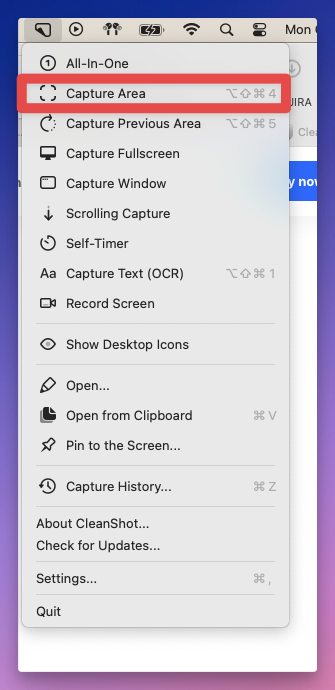 Mon
All-In-One
Capture Area ⌥⇧⌘4
JIRA
Capture Previous Area ⌥⇧⌘5
Clea
Capture Fullscreen
Capture Window
y now
Scrolling Capture
Self-Timer
Aa Capture Text (OCR) ⌥⇧⌘1
Record Screen
Show Desktop Icons
Open...
Open from Clipboard ⌘V
Pin to the Screen...
Capture History... ⌘Z
About CleanShot...
Check for Updates...
Settings... ⌘,
Quit